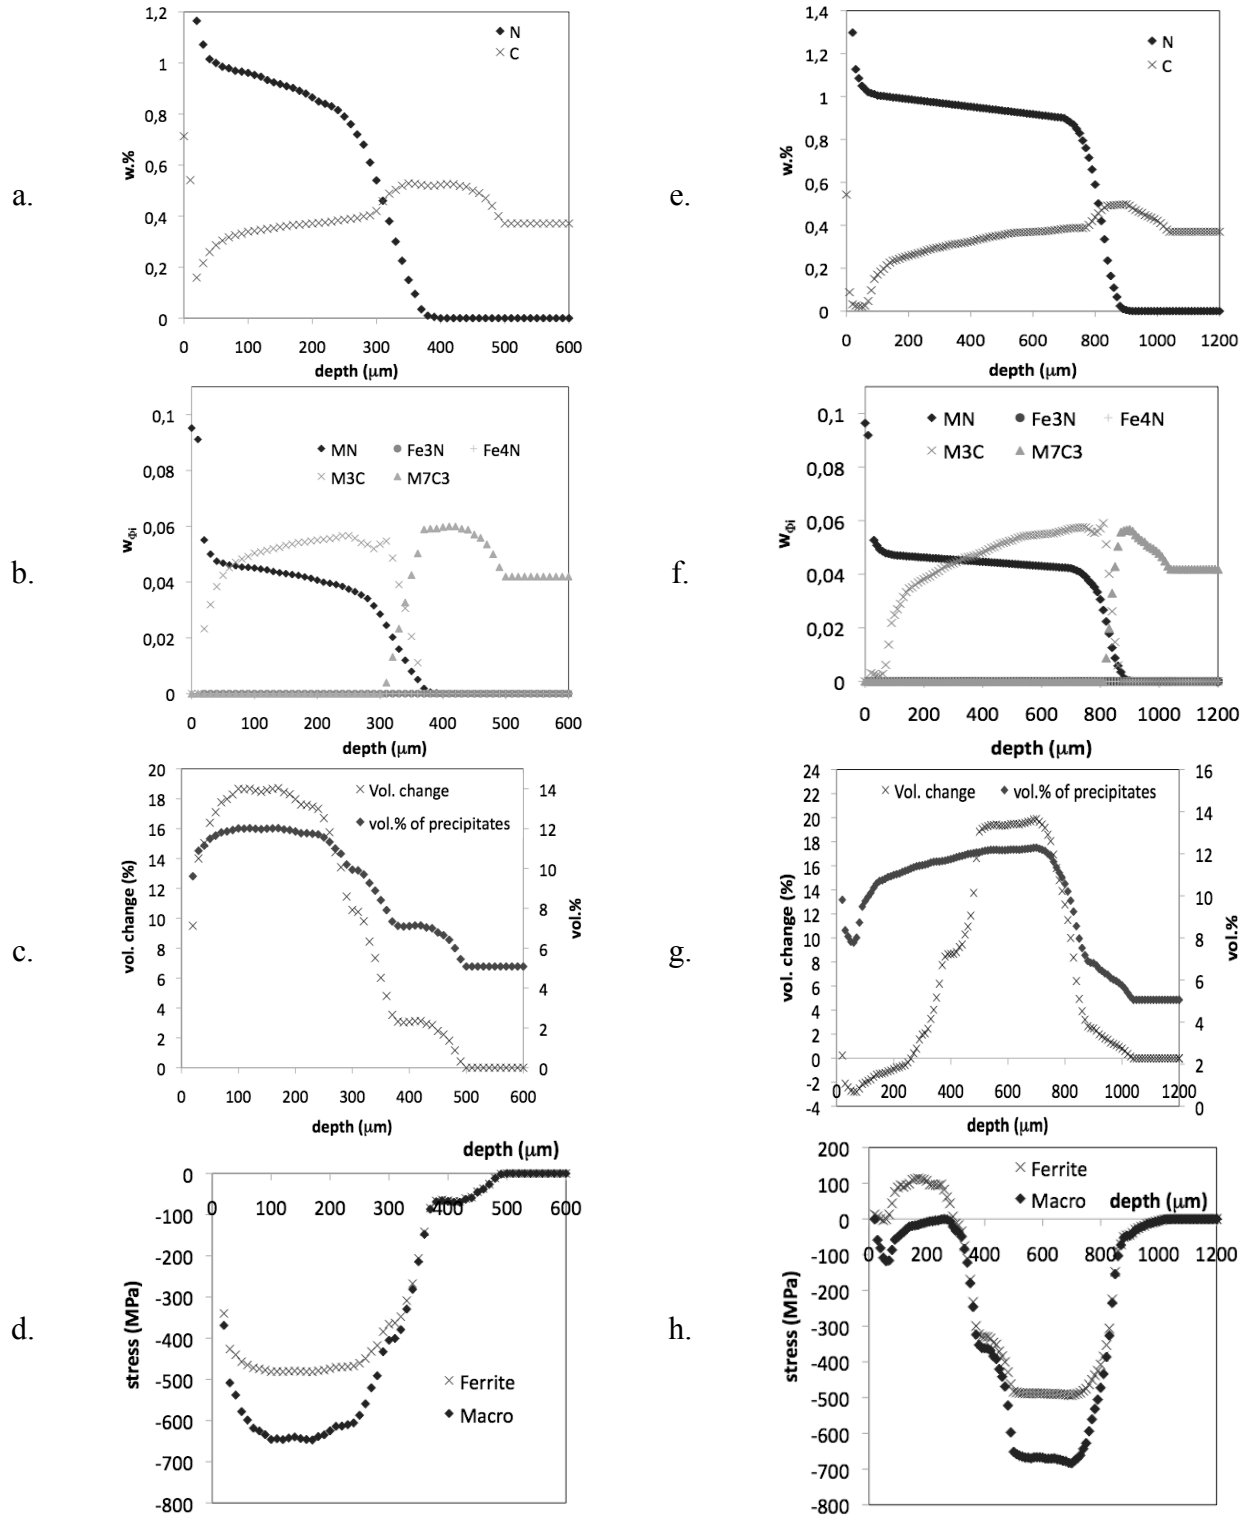 a.
1,2
1
0,8
0,6
0,4
0,2
0
w.%
N
C
0 100 200 300 400 500 600
depth (μm)
e.
1,4
1,2
1
0,8
0,6
0,4
0,2
0
w.%
N
C
0 200 400 600 800 1000 1200
depth (μm)
b.
0,1
0,08
0,06
0,04
0,02
0
wΦi
MN Fe3N Fe4N
M3C M7C3
0 100 200 300 400 500 600
depth (μm)
f.
0,1
0,08
0,06
0,04
0,02
0
wΦi
MN Fe3N Fe4N
M3C M7C3
0 200 400 600 800 1000 1200
depth (μm)
c.
20
18
16
14
12
10
8
6
4
2
0
vol. change (%)
Vol. change
vol.% of precipitates
14
12
10
8
6
4
2
0
vol.%
0 100 200 300 400 500 600
depth (μm)
g.
24
22
20
18
16
14
12
10
8
6
4
2
0
-2
-4
vol. change (%)
Vol. change vol.% of precipitates
16
14
12
10
8
6
4
2
0
vol.%
0 200 400 600 800 1000 1200
depth (μm)
d.
depth (μm)
0
-100
-200
-300
-400
-500
-600
-700
-800
stress (MPa)
0 100 200 300 400 500 600
Ferrite
Macro
h.
200
100
0
-100
-200
-300
-400
-500
-600
-700
-800
stress (MPa)
Ferrite
Macro
depth (μm)
0 200 400 600 800 1000 1200